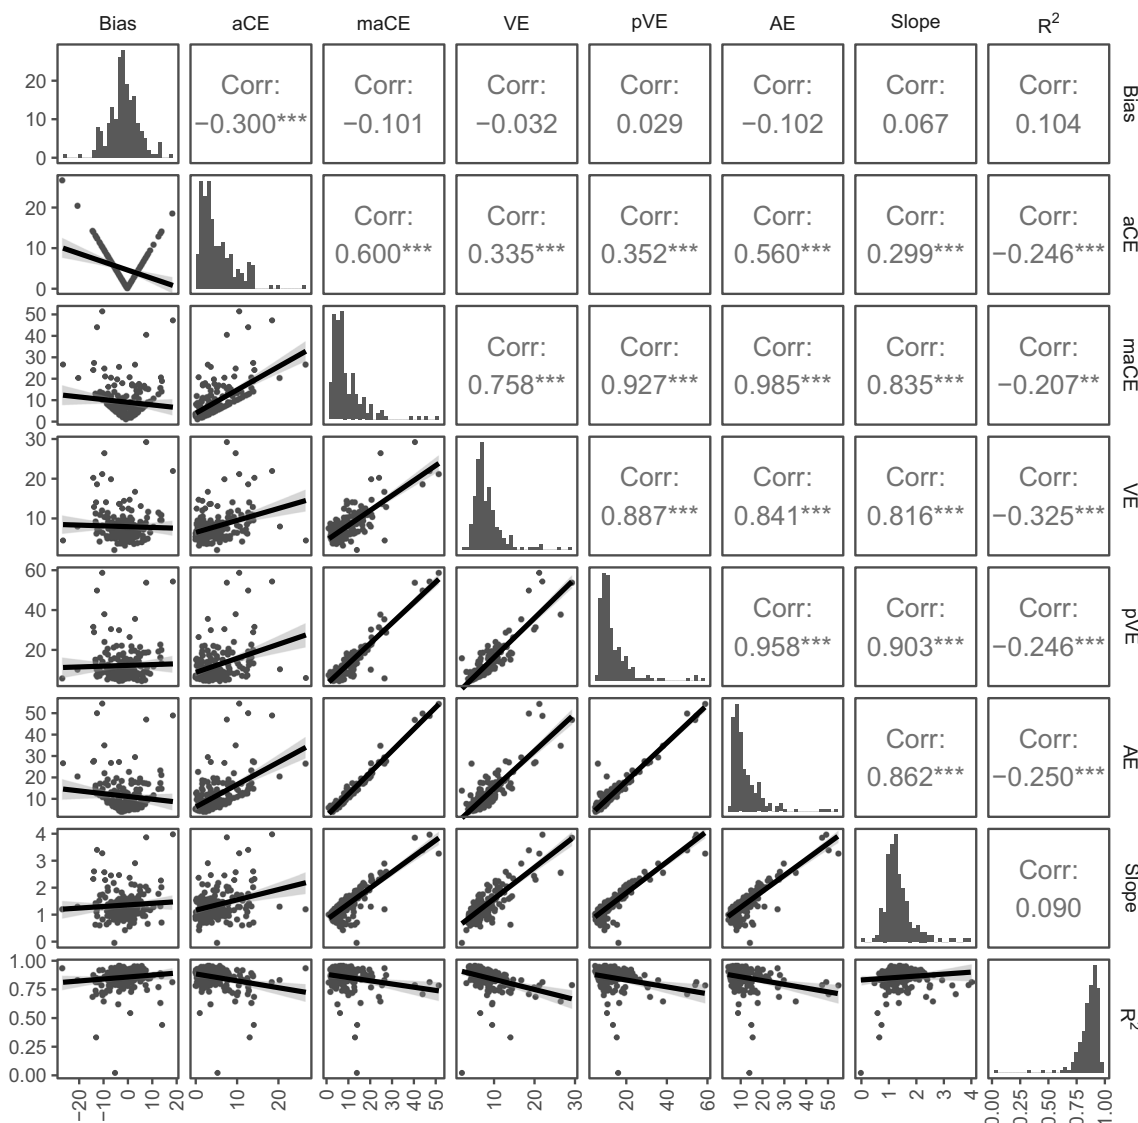 Bias aCE maCE VE pVE AE Slope R²
20
10
0
Corr: Corr: Corr: Corr: Corr: Corr: Corr:
−0.300*** −0.101 −0.032 0.029 −0.102 0.067 0.104
Bias
20
10
0
Corr: Corr: Corr: Corr: Corr: Corr:
0.600*** 0.335*** 0.352*** 0.560*** 0.299*** −0.246***
aCE
50
40
30
20
10
0
Corr: Corr: Corr: Corr: Corr:
0.758*** 0.927*** 0.985*** 0.835*** −0.207**
maCE
30
20
10
Corr: Corr: Corr: Corr:
0.887*** 0.841*** 0.816*** −0.325***
VE
60
40
20
Corr: Corr: Corr:
0.958*** 0.903*** −0.246***
pVE
50
40
30
20
10
Corr: Corr:
0.862*** −0.250***
AE
4
3
2
1
0
Corr:
0.090
Slope
1.00
0.75
0.50
0.25
0.00
R²
−20 −10 0 10 20 0 10 20 0 10 20 30 40 50 10 20 30 20 40 60 10 20 30 40 50 0 1 2 3 4 0.00 0.25 0.50 0.75 1.00